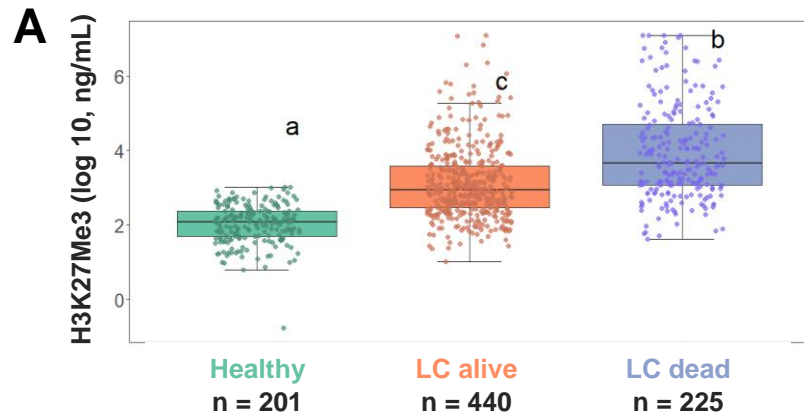 A
H3K27Me3 (log 10, ng/mL)
6
4
2
0
a
c
b
Healthy
LC alive
LC dead
n = 201
n = 440
n = 225